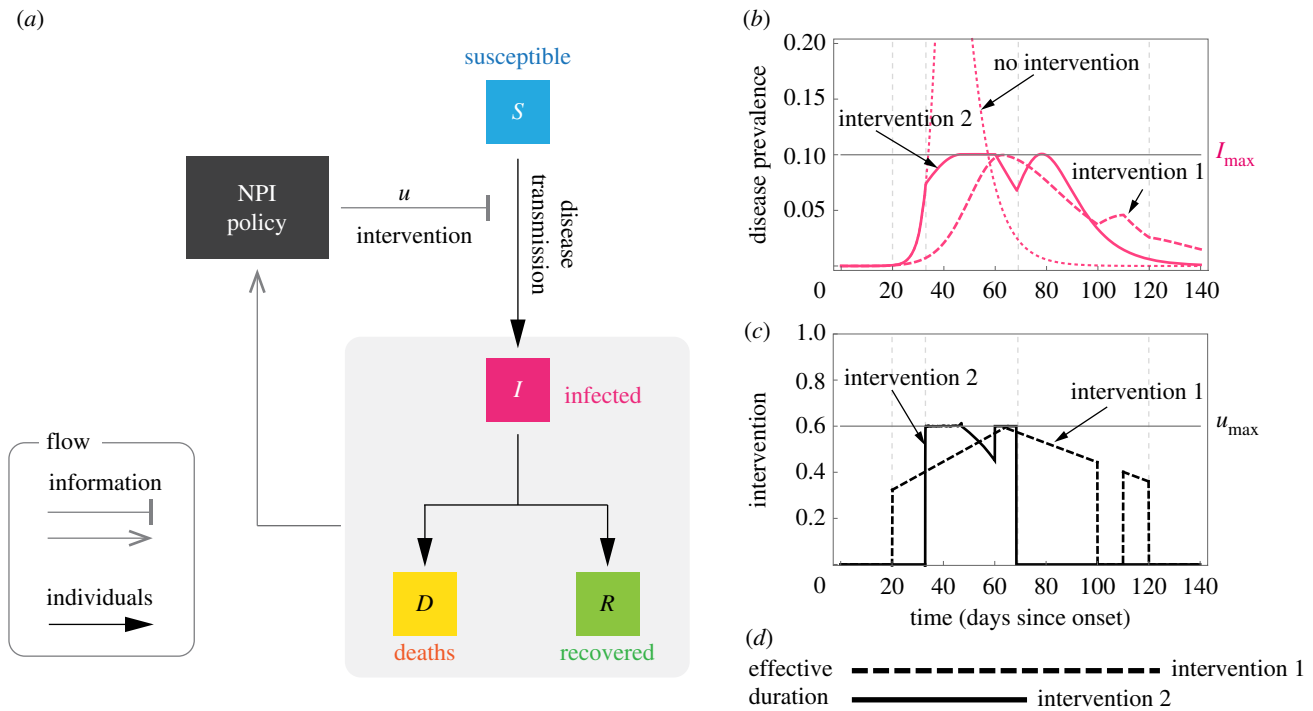 (a)
susceptible
S
NPI
policy
u
intervention
disease
transmission
I
infected
flow
information
individuals
D
R
deaths
recovered
(b)
disease prevalence
0.20
0.15
0.10
0.05
no intervention
intervention 2
intervention 1
Imax
0 20 40 60 80 100 120 140
(c)
intervention
1.0
0.8
0.6
0.4
0.2
intervention 2
intervention 1
umax
0 20 40 60 80 100 120 140
time (days since onset)
(d)
effective intervention 1
duration intervention 2